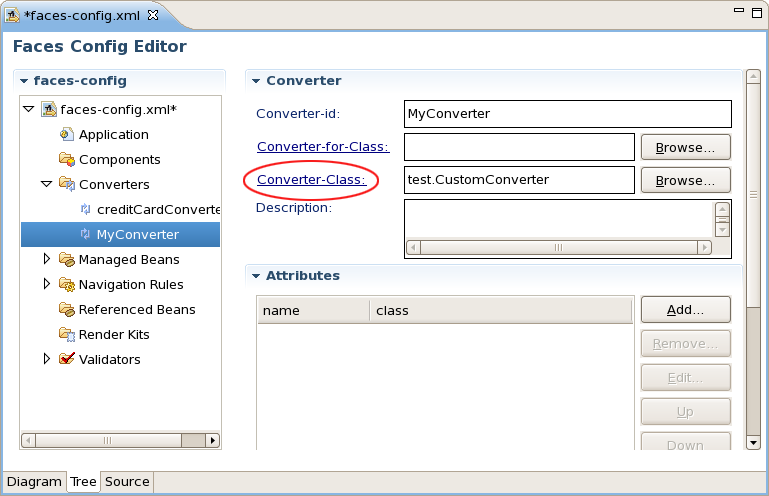 *faces-config.xml
Faces Config Editor
faces-config
faces-config.xml*
Application
Components
Converters
creditCardConverte
MyConverter
Managed Beans
Navigation Rules
Referenced Beans
Render Kits
Validators
Converter
Converter-id: MyConverter
Converter-for-Class: Browse...
Converter-Class: test.CustomConverter Browse...
Description:
Attributes
name class
Add...
Remove...
Edit...
Up
Down
Diagram Tree Source